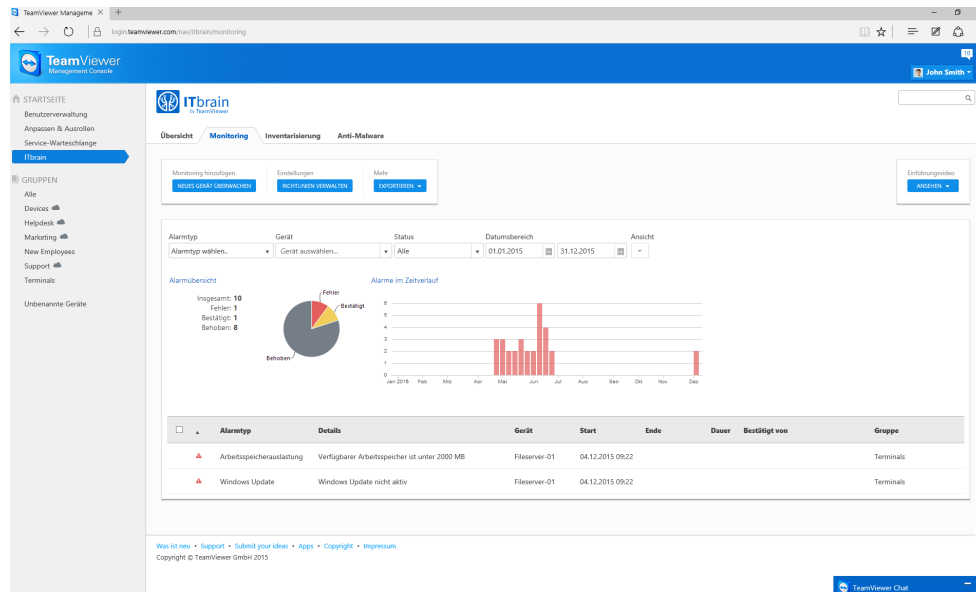 TeamViewer Manageme
login.teamviewer.com/nav/itbrain/monitoring
TeamViewer
Management Console
10
John Smith
STARTSEITE
Benutzerverwaltung
Anpassen & Ausrollen
Service-Warteschlange
ITbrain
GRUPPEN
Alle
Devices
Helpdesk
Marketing
New Employees
Support
Terminals
Unbenannte Geräte
ITbrain
by TeamViewer
Übersicht Monitoring Inventarisierung Anti-Malware
Monitoring hinzufügen Einstellungen Mehr Einführungsvideo
NEUES GERÄT ÜBERWACHEN RICHTLINIEN VERWALTEN EXPORTIEREN ANSEHEN
Alarmtyp Gerät Status Datumsbereich Ansicht
Alarmtyp wählen.. Gerät auswählen... Alle 01.01.2015 31.12.2015
Alarmübersicht
Insgesamt: 10
Fehler: 1
Bestätigt: 1
Behoben: 8
Fehler
Bestätigt
Behoben
Alarme im Zeitverlauf
6
5
4
3
2
1
0
Jan 2015 Feb Mrz Apr Mai Jun Jul Aug Sep Okt Nov Dez
Alarmtyp Details Gerät Start Ende Dauer Bestätigt von Gruppe
Arbeitsspeicherauslastung Verfügbarer Arbeitsspeicher ist unter 2000 MB Fileserver-01 04.12.2015 09:22 Terminals
Windows Update Windows Update nicht aktiv Fileserver-01 04.12.2015 09:22 Terminals
Was ist neu • Support • Submit your ideas • Apps • Copyright • Impressum
Copyright © TeamViewer GmbH 2015
TeamViewer Chat